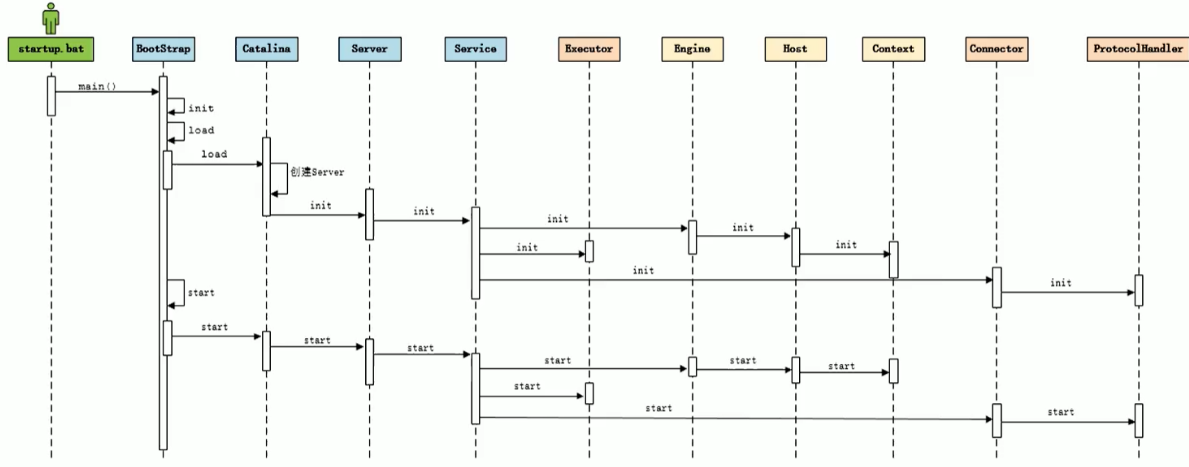 startup.bat
BootStrap
Catalina
Server
Service
Executor
Engine
Host
Context
Connector
ProtocolHandler
main()
init
load
load
创建Server
init
init
init
init
init
init
init
init
start
start
start
start
start
start
start
start
start
start